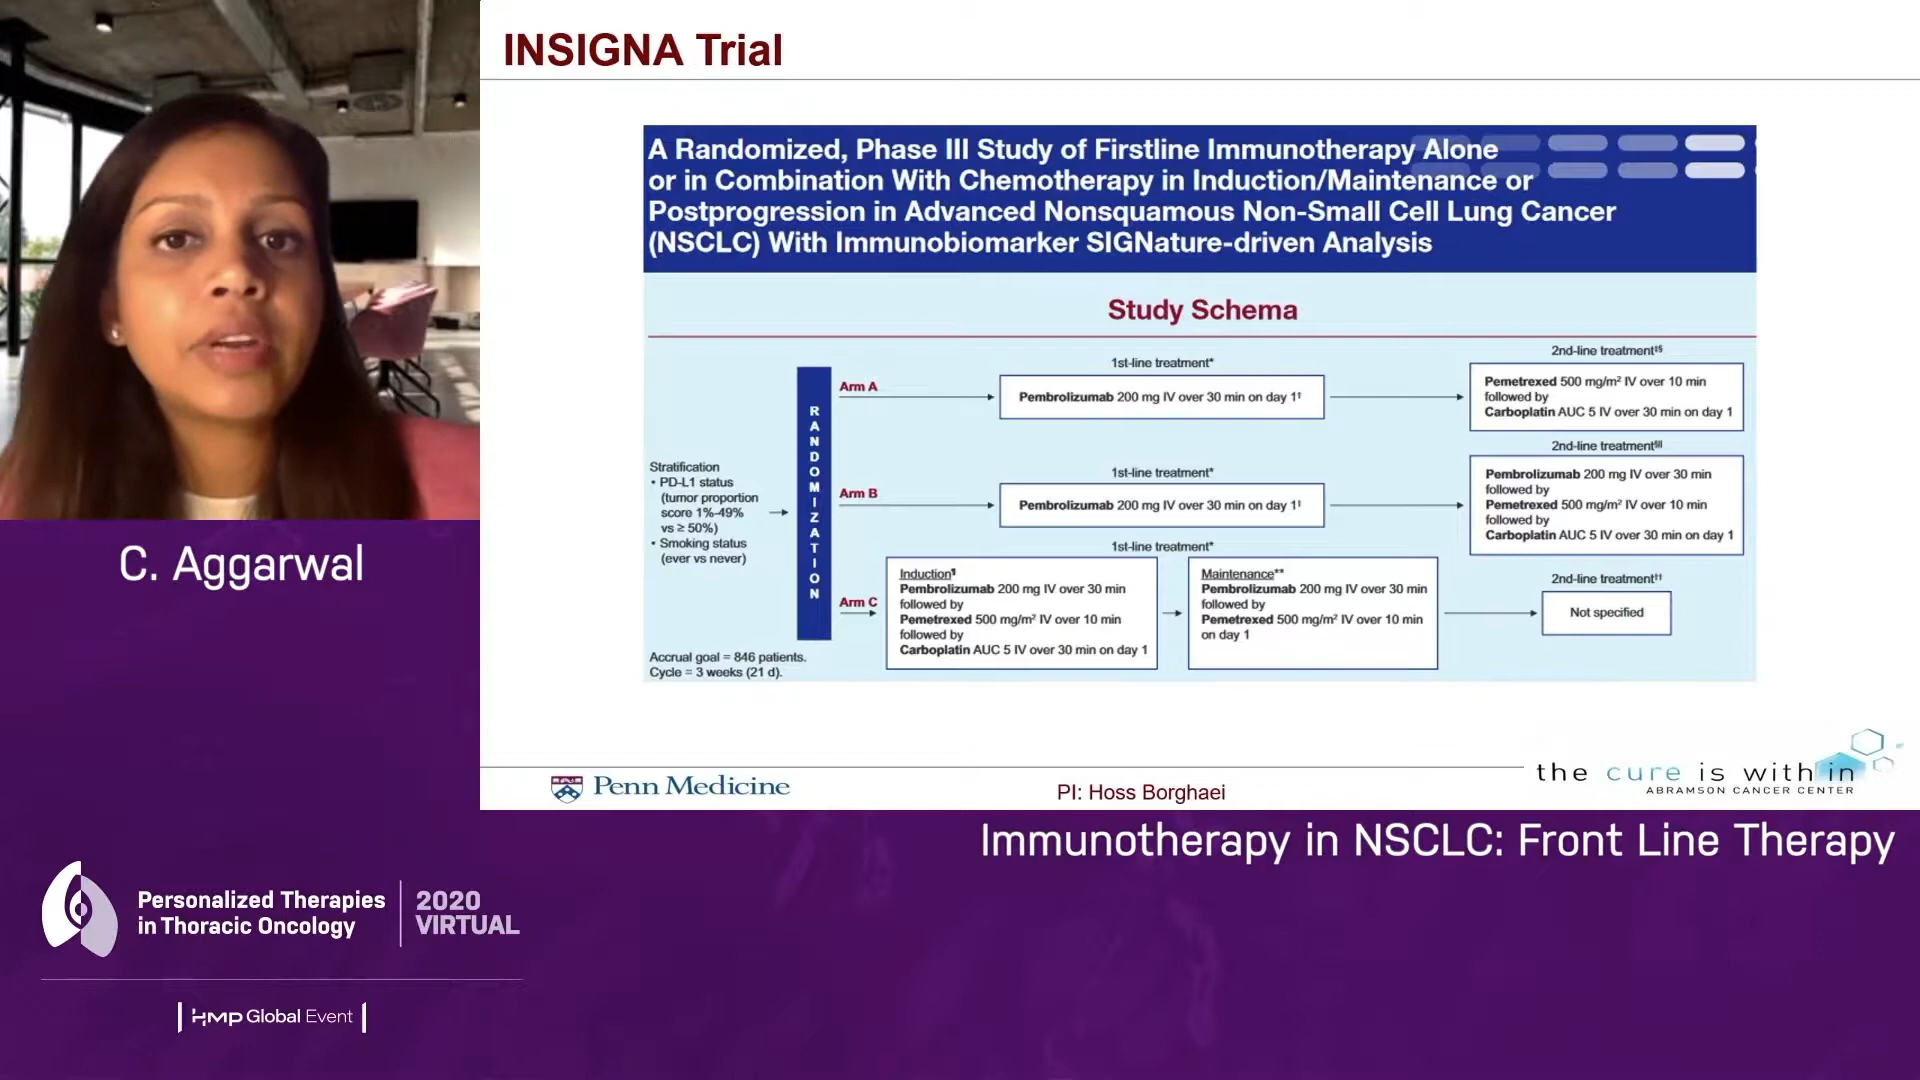 INSIGNA Trial
A Randomized, Phase III Study of Firstline Immunotherapy Alone
or in Combination With Chemotherapy in Induction/Maintenance or
Postprogression in Advanced Nonsquamous Non-Small Cell Lung Cancer
(NSCLC) With Immunobiomarker SIGNature-driven Analysis
Study Schema
Stratification
• PD-L1 status
(tumor proportion
score 1%-49%
vs ≥ 50%)
• Smoking status
(ever vs never)
Accrual goal = 846 patients.
Cycle = 3 weeks (21 d).
RANDOMIZATION
Arm A
1st-line treatment*
Pembrolizumab 200 mg IV over 30 min on day 1†
2nd-line treatment‡§
Pemetrexed 500 mg/m² IV over 10 min
followed by
Carboplatin AUC 5 IV over 30 min on day 1
Arm B
1st-line treatment*
Pembrolizumab 200 mg IV over 30 min on day 1‡
2nd-line treatment
Pembrolizumab 200 mg IV over 30 min
followed by
Pemetrexed 500 mg/m² IV over 10 min
followed by
Carboplatin AUC 5 IV over 30 min on day 1
Arm C
1st-line treatment*
Induction¶
Pembrolizumab 200 mg IV over 30 min
followed by
Pemetrexed 500 mg/m² IV over 10 min
followed by
Carboplatin AUC 5 IV over 30 min on day 1
Maintenance**
Pembrolizumab 200 mg IV over 30 min
followed by
Pemetrexed 500 mg/m² IV over 10 min
on day 1
2nd-line treatment††
Not specified
Penn Medicine
PI: Hoss Borghaei
the cure is within
ABRAMSON CANCER CENTER
C. Aggarwal
Immunotherapy in NSCLC: Front Line Therapy
Personalized Therapies
in Thoracic Oncology
2020
VIRTUAL
HMP Global Event